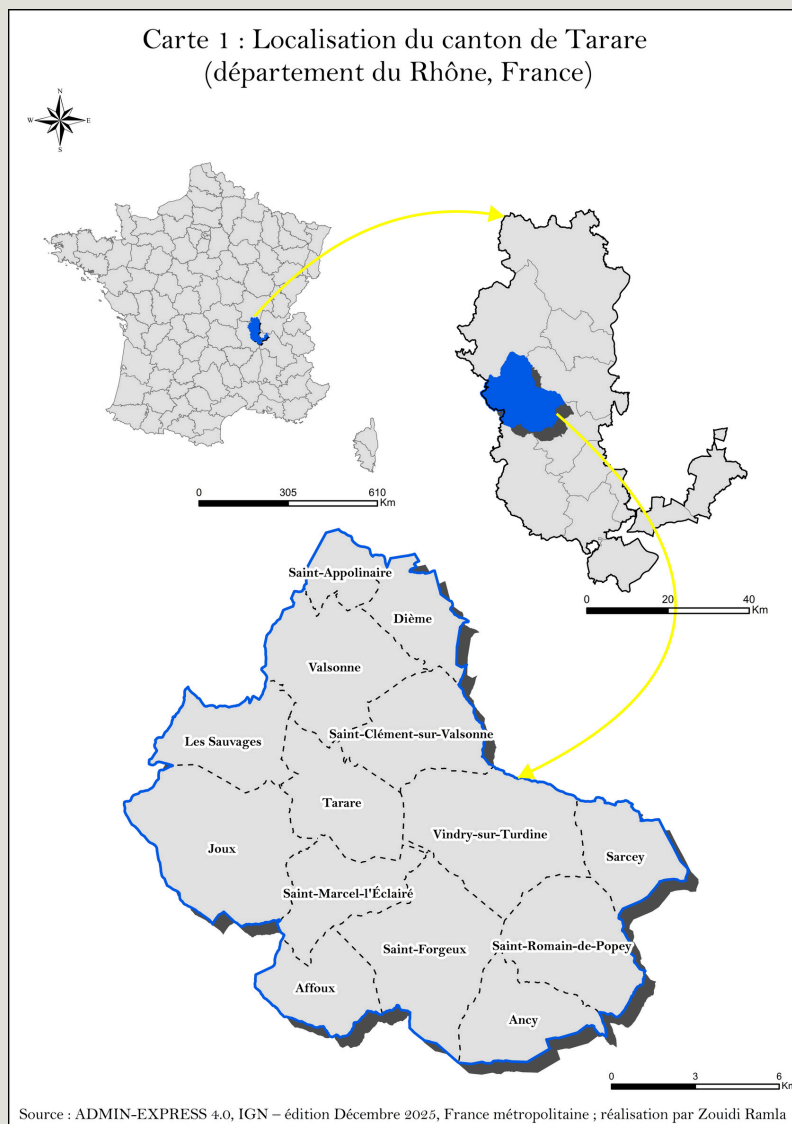 Carte 1 : Localisation du canton de Tarare
(département du Rhône, France)
N
W E
S
0 305 610
Km
0 20 40
Km
Saint-Appolinaire
Dième
Valsonne
Les Sauvages
Saint-Clément-sur-Valsonne
Tarare
Vindry-sur-Turdine
Joux
Sarcey
Saint-Marcel-l'Éclairé
Saint-Forgeux
Saint-Romain-de-Popey
Affoux
Ancy
0 3 6
Km
Source : ADMIN-EXPRESS 4.0, IGN – édition Décembre 2025, France métropolitaine ; réalisation par Zouidi Ramla